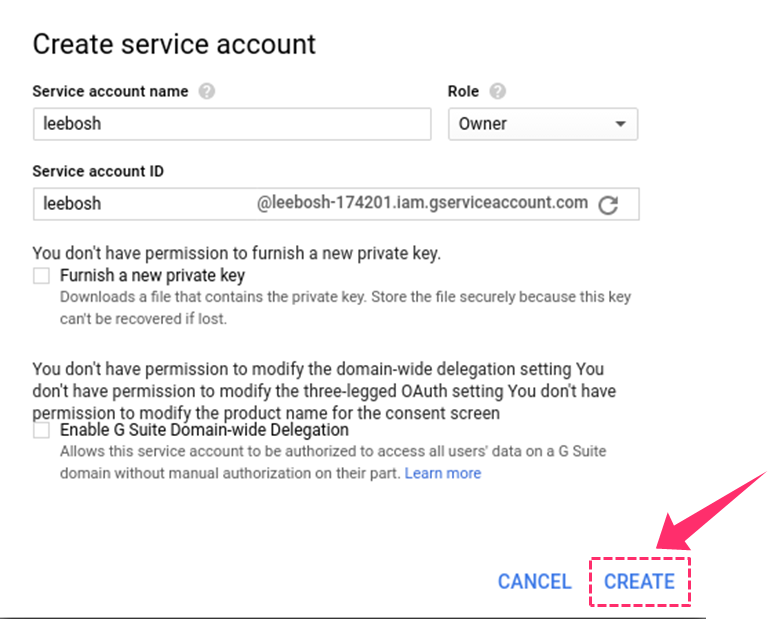 Create service account
Service account name
Role
leebosh
Owner
Service account ID
leebosh @leebosh-174201.iam.gserviceaccount.com
You don't have permission to furnish a new private key.
Furnish a new private key
Downloads a file that contains the private key. Store the file securely because this key
can't be recovered if lost.
You don't have permission to modify the domain-wide delegation setting You
don't have permission to modify the three-legged OAuth setting You don't have
permission to modify the product name for the consent screen
Enable G Suite Domain-wide Delegation
Allows this service account to be authorized to access all users' data on a G Suite
domain without manual authorization on their part. Learn more
CANCEL CREATE